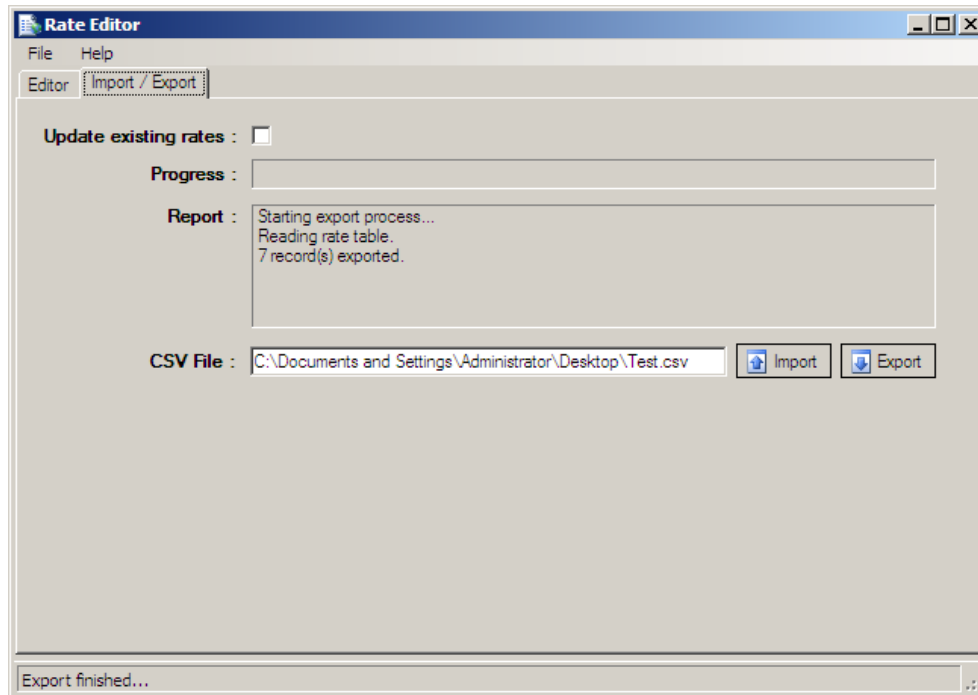 Rate Editor
File Help
Editor Import / Export
Update existing rates :
Progress :
Report : Starting export process...
Reading rate table.
7 record(s) exported.
CSV File : C:\Documents and Settings\Administrator\Desktop\Test.csv Import Export
Export finished...